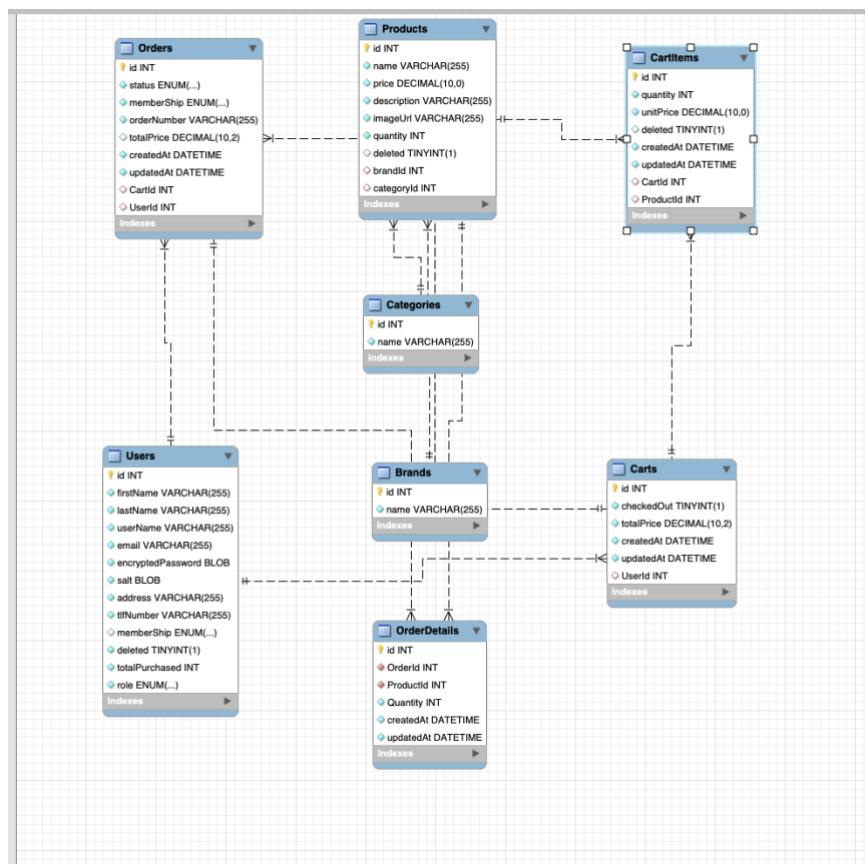 Orders
id INT
status ENUM(...)
memberShip ENUM(...)
orderNumber VARCHAR(255)
totalPrice DECIMAL(10,2)
createdAt DATETIME
updatedAt DATETIME
CartId INT
UserId INT
Indexes
Products
id INT
name VARCHAR(255)
price DECIMAL(10,0)
description VARCHAR(255)
imageUrl VARCHAR(255)
quantity INT
deleted TINYINT(1)
brandId INT
categoryId INT
Indexes
CartItems
id INT
quantity INT
unitPrice DECIMAL(10,0)
deleted TINYINT(1)
createdAt DATETIME
updatedAt DATETIME
CartId INT
ProductId INT
Indexes
Categories
id INT
name VARCHAR(255)
Indexes
Users
id INT
firstName VARCHAR(255)
lastName VARCHAR(255)
userName VARCHAR(255)
email VARCHAR(255)
encryptedPassword BLOB
salt BLOB
address VARCHAR(255)
tlfNumber VARCHAR(255)
memberShip ENUM(...)
deleted TINYINT(1)
totalPurchased INT
role ENUM(...)
Indexes
Brands
id INT
name VARCHAR(255)
Indexes
Carts
id INT
checkedOut TINYINT(1)
totalPrice DECIMAL(10,2)
createdAt DATETIME
updatedAt DATETIME
UserId INT
Indexes
OrderDetails
id INT
OrderId INT
ProductId INT
Quantity INT
createdAt DATETIME
updatedAt DATETIME
Indexes